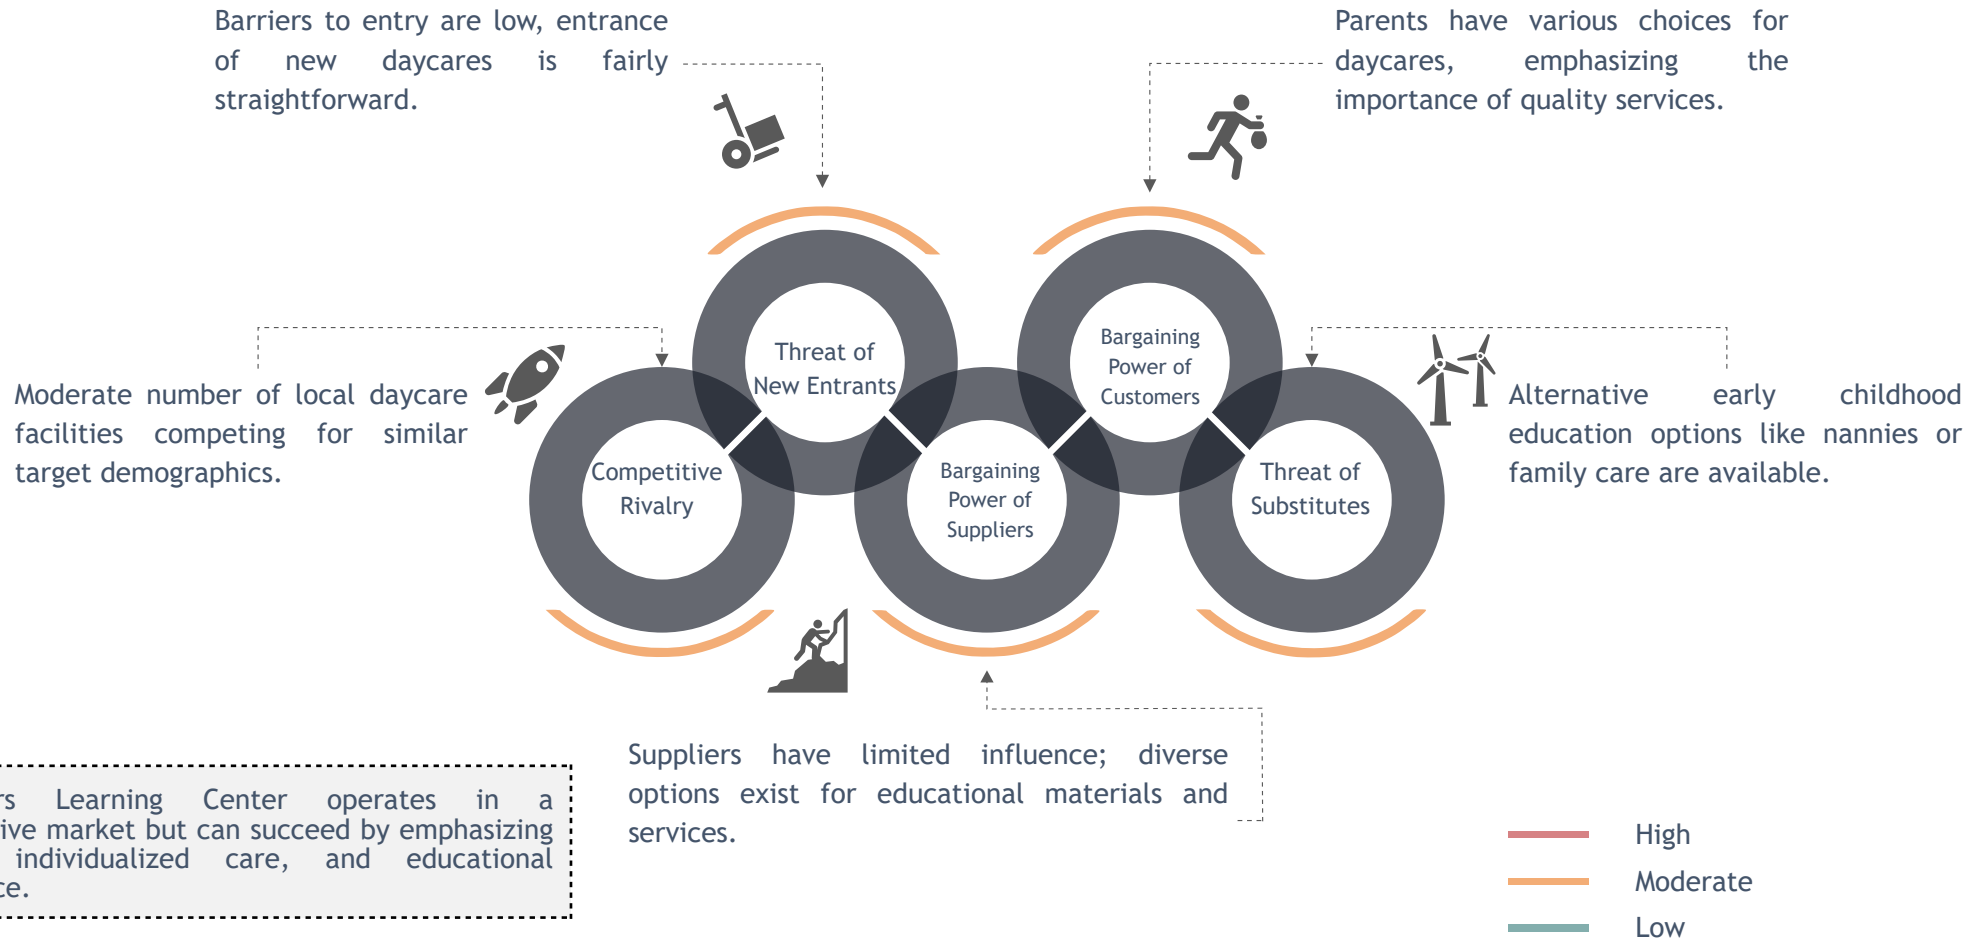 Barriers to entry are low, entrance
of new daycares is fairly
straightforward.
Parents have various choices for
daycares, emphasizing the
importance of quality services.
Moderate number of local daycare
facilities competing for similar
target demographics.
Alternative early childhood
education options like nannies or
family care are available.
Threat of
New Entrants
Bargaining
Power of
Customers
Competitive
Rivalry
Bargaining
Power of
Suppliers
Threat of
Substitutes
Suppliers have limited influence; diverse
options exist for educational materials and
services.
Learning Center operates in a
market but can succeed by emphasizing
individualized care, and educational
High
Moderate
Low